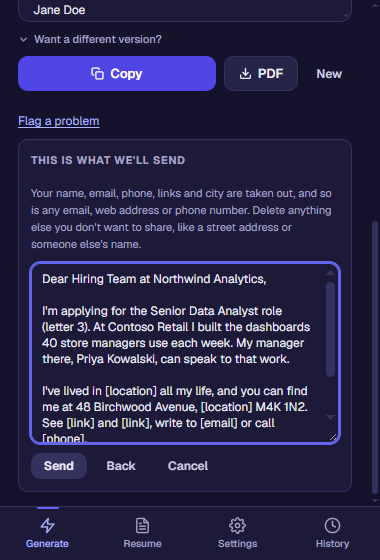 Jane Doe
Want a different version?
Copy
PDF
New
Flag a problem
THIS IS WHAT WE'LL SEND
Your name, email, phone, links and city are taken out, and so
is any email, web address or phone number. Delete anything
else you don't want to share, like a street address or
someone else's name.
Dear Hiring Team at Northwind Analytics,
I'm applying for the Senior Data Analyst role
(letter 3). At Contoso Retail I built the dashboards
40 store managers use each week. My manager
there, Priya Kowalski, can speak to that work.
I've lived in [location] all my life, and you can find
me at 48 Birchwood Avenue, [location] M4K 1N2.
See [link] and [link], write to [email] or call
[phone].
Send
Back
Cancel
Generate
Resume
Settings
History